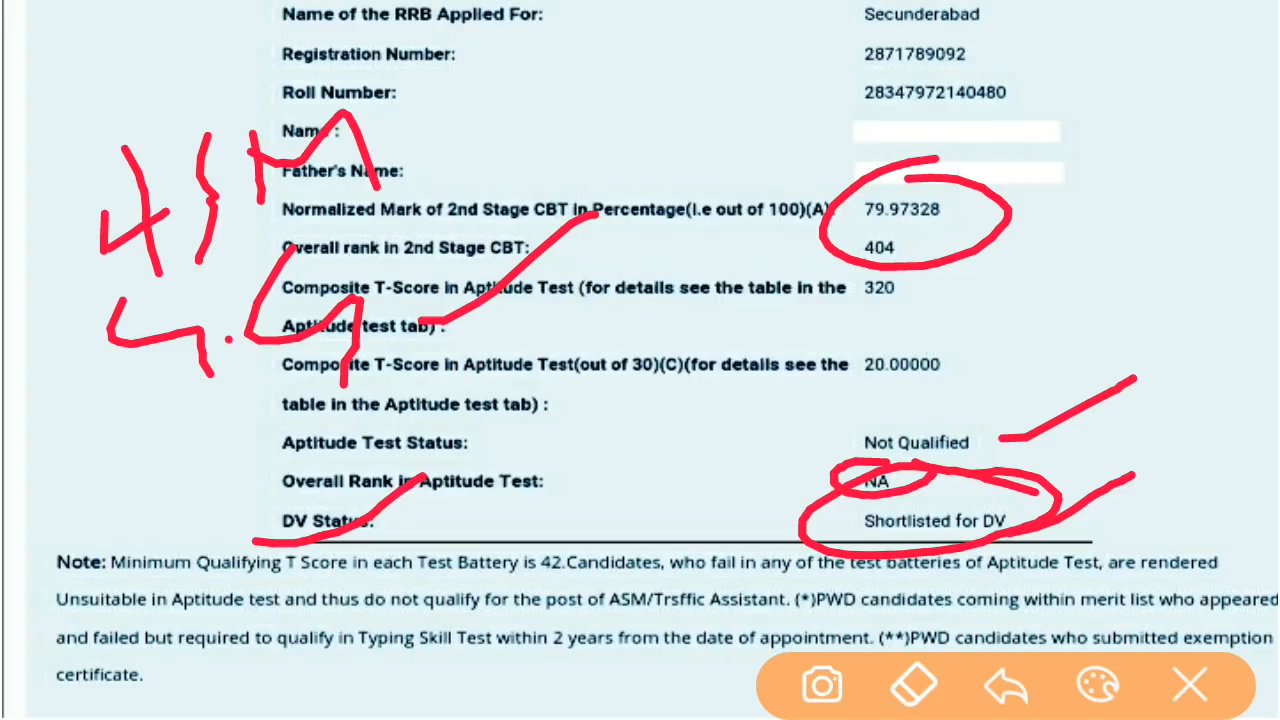 Name of the RRB Applied For: Secunderabad
Registration Number: 2871789092
Roll Number: 28347972140480
Name :
Father's Name:
Normalized Mark of 2nd Stage CBT in Percentage(i.e out of 100)(A): 79.97328
Overall rank in 2nd Stage CBT: 404
Composite T-Score in Aptitude Test (for details see the table in the 320
Aptitude test tab) :
Composite T-Score in Aptitude Test(out of 30)(C)(for details see the 20.00000
table in the Aptitude test tab) :
Aptitude Test Status: Not Qualified
Overall Rank in Aptitude Test: NA
DV Status: Shortlisted for DV
Note: Minimum Qualifying T Score in each Test Battery is 42.Candidates, who fail in any of the test batteries of Aptitude Test, are rendered
Unsuitable in Aptitude test and thus do not qualify for the post of ASM/Trsffic Assistant. (*)PWD candidates coming within merit list who appeared
and failed but required to qualify in Typing Skill Test within 2 years from the date of appointment. (**)PWD candidates who submitted exemption
certificate.